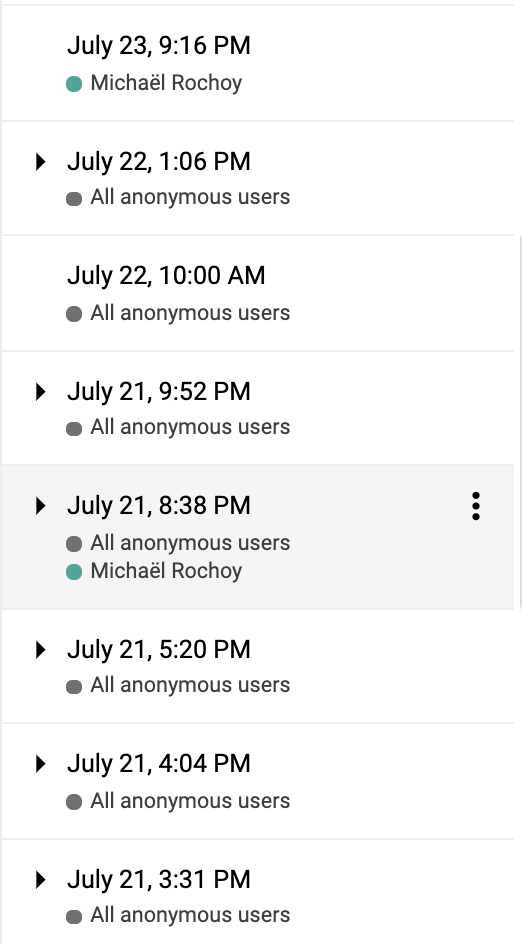 July 23, 9:16 PM
Michaël Rochoy
July 22, 1:06 PM
All anonymous users
July 22, 10:00 AM
All anonymous users
July 21, 9:52 PM
All anonymous users
July 21, 8:38 PM
All anonymous users
Michaël Rochoy
July 21, 5:20 PM
All anonymous users
July 21, 4:04 PM
All anonymous users
July 21, 3:31 PM
All anonymous users